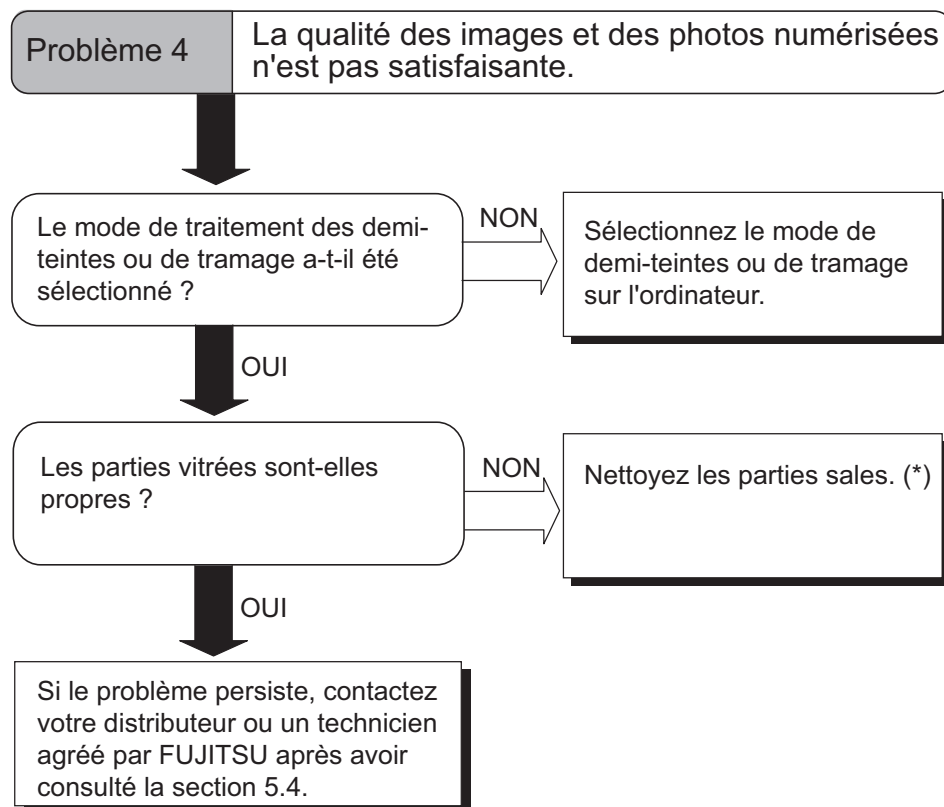 Problème 4
La qualité des images et des photos numérisées
n'est pas satisfaisante.
Le mode de traitement des demi-
teintes ou de tramage a-t-il été
sélectionné ?
NON
Sélectionnez le mode de
demi-teintes ou de tramage
sur l'ordinateur.
OUI
Les parties vitrées sont-elles
propres ?
NON
Nettoyez les parties sales. (*)
OUI
Si le problème persiste, contactez
votre distributeur ou un technicien
agréé par FUJITSU après avoir
consulté la section 5.4.